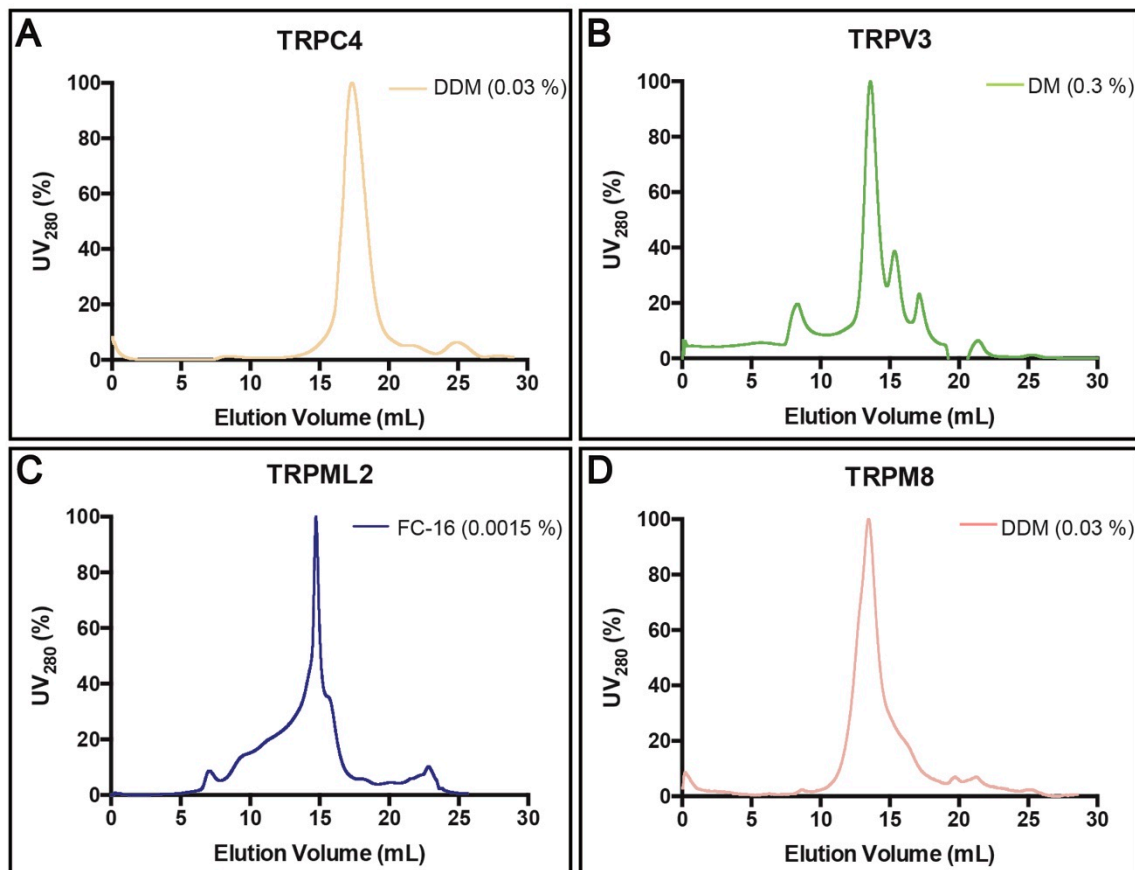 A
TRPC4
DDM (0.03 %)
UV280 (%)
100
80
60
40
20
0
0 5 10 15 20 25 30
Elution Volume (mL)
B
TRPV3
DM (0.3 %)
UV280 (%)
100
80
60
40
20
0
0 5 10 15 20 25 30
Elution Volume (mL)
C
TRPML2
FC-16 (0.0015 %)
UV280 (%)
100
80
60
40
20
0
0 5 10 15 20 25 30
Elution Volume (mL)
D
TRPM8
DDM (0.03 %)
UV280 (%)
100
80
60
40
20
0
0 5 10 15 20 25 30
Elution Volume (mL)